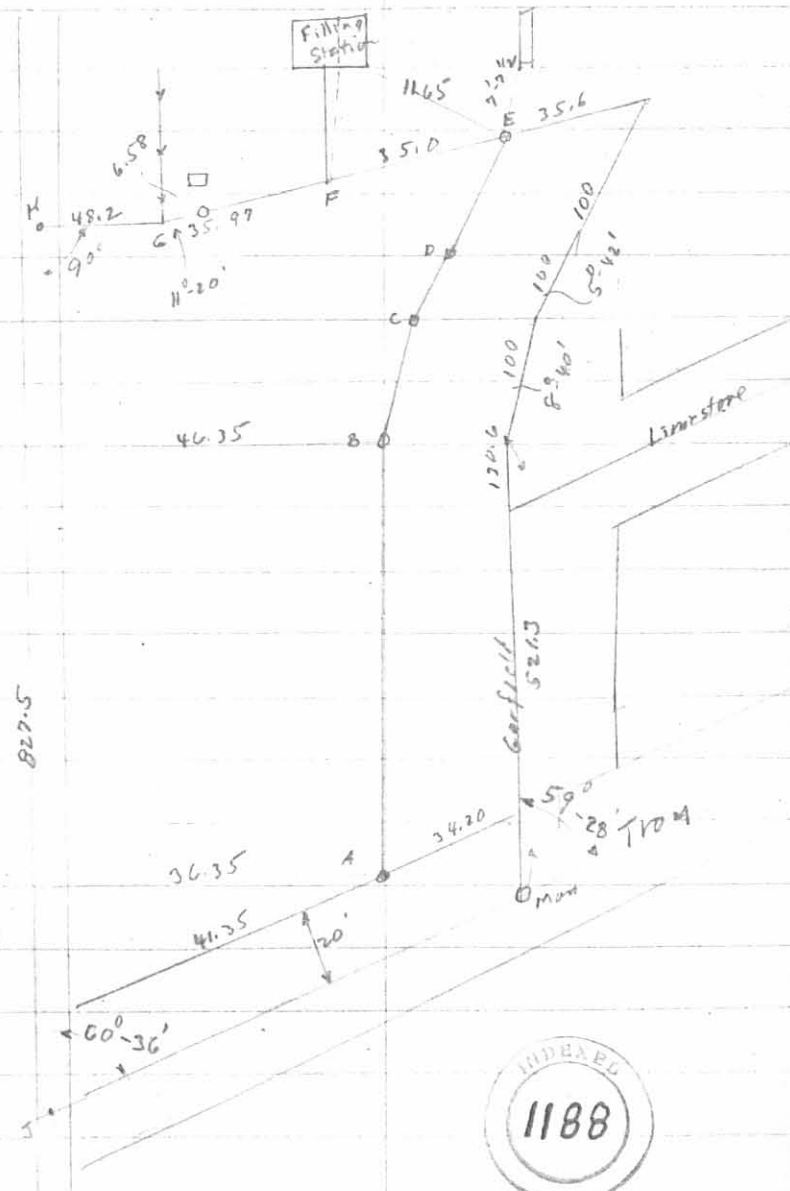 Filling
Station
11.65
E
35.6
35.0
6.58
H
48.2
G
35.97
F
90°
11°-20'
D
100
100
5°-42'
C
100
8°-40'
46.35
B
130.6
Limestone
827.5
Garfield
521.3
59°
-28'
34.20
36.35
A
Mon
41.35
20'
60°-36'
J
INDEXED
1188